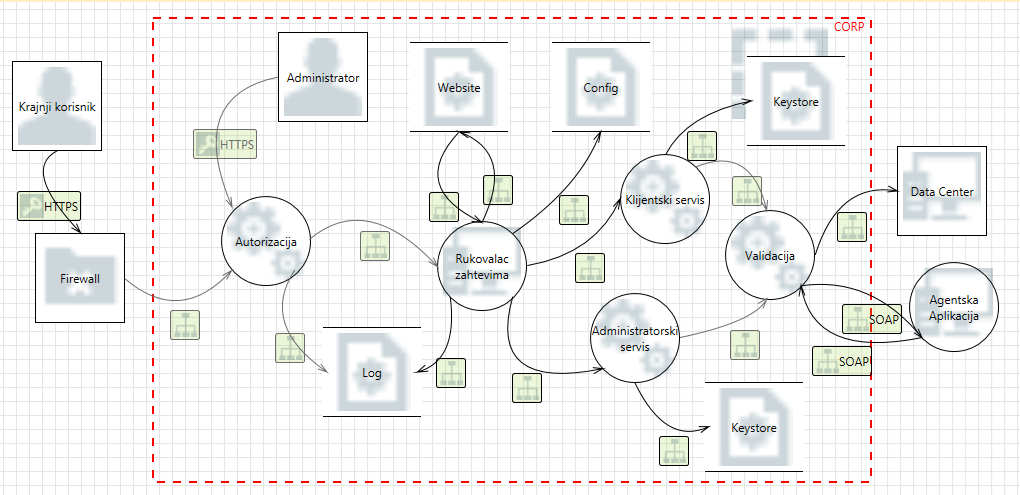 CORP
Krajnji korisnik
Administrator
Website
Config
Keystore
HTTPS
HTTPS
Klijentski servis
Data Center
Autorizacija
Rukovalac
zahtevima
Validacija
Firewall
Agentska
Aplikacija
SOAP
Administratorski
servis
SOAP
Log
Keystore